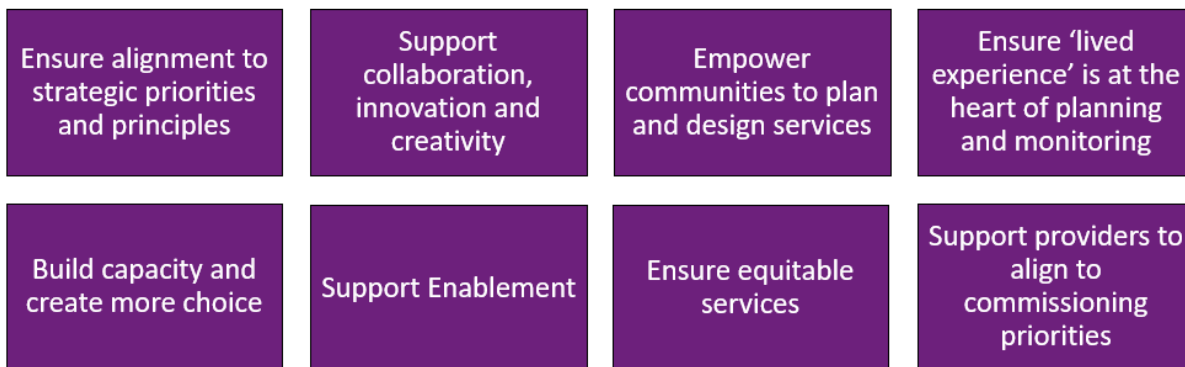 Ensure alignment to
strategic priorities
and principles
Support
collaboration,
innovation and
creativity
Empower
communities to plan
and design services
Ensure ‘lived
experience’ is at the
heart of planning
and monitoring
Build capacity and
create more choice
Support Enablement
Ensure equitable
services
Support providers to
align to
commissioning
priorities